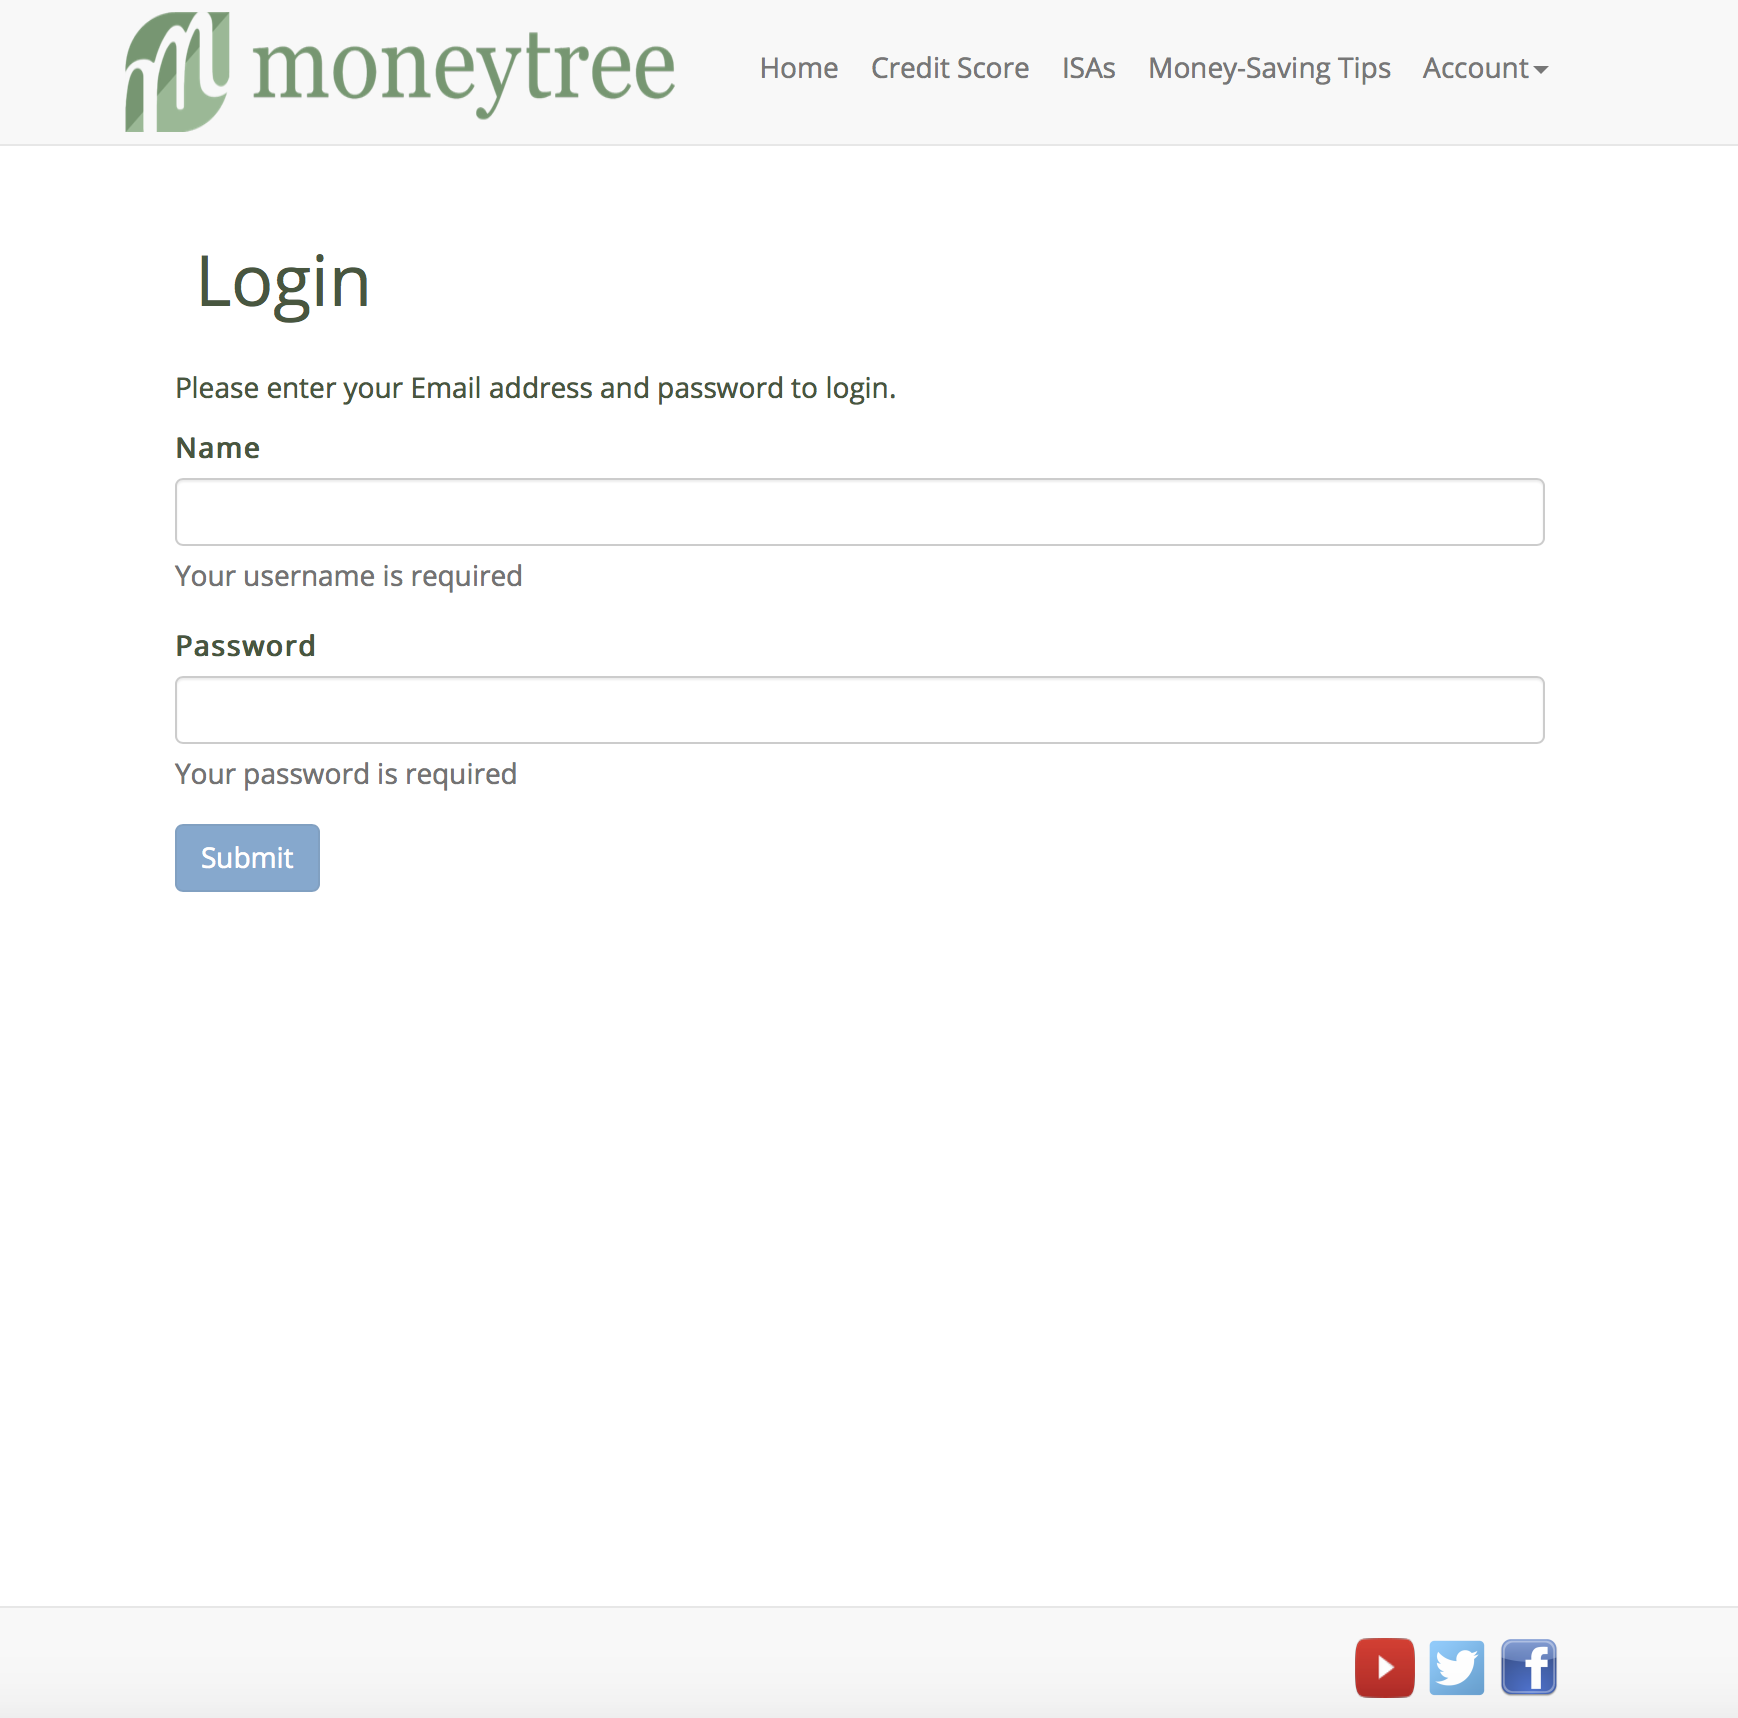 moneytree
Home Credit Score ISAs Money-Saving Tips Account
Login
Please enter your Email address and password to login.
Name
Your username is required
Password
Your password is required
Submit